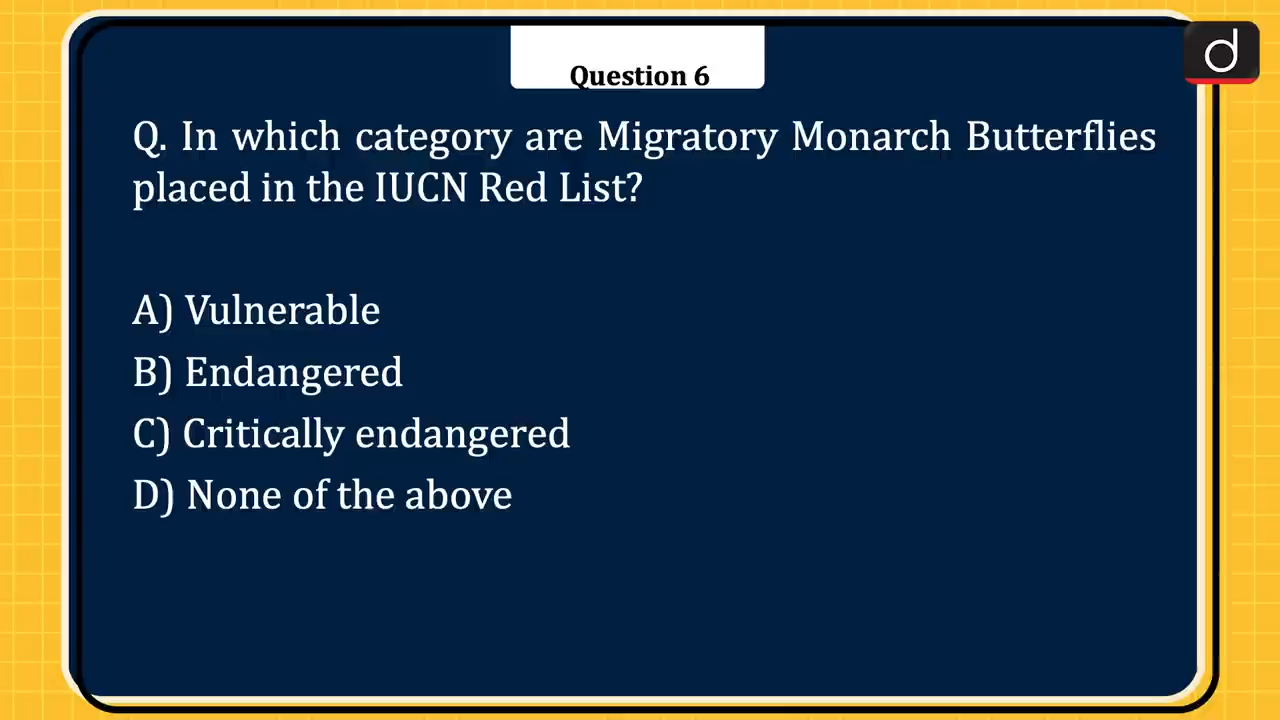 d
Question 6
Q. In which category are Migratory Monarch Butterflies
placed in the IUCN Red List?
A) Vulnerable
B) Endangered
C) Critically endangered
D) None of the above